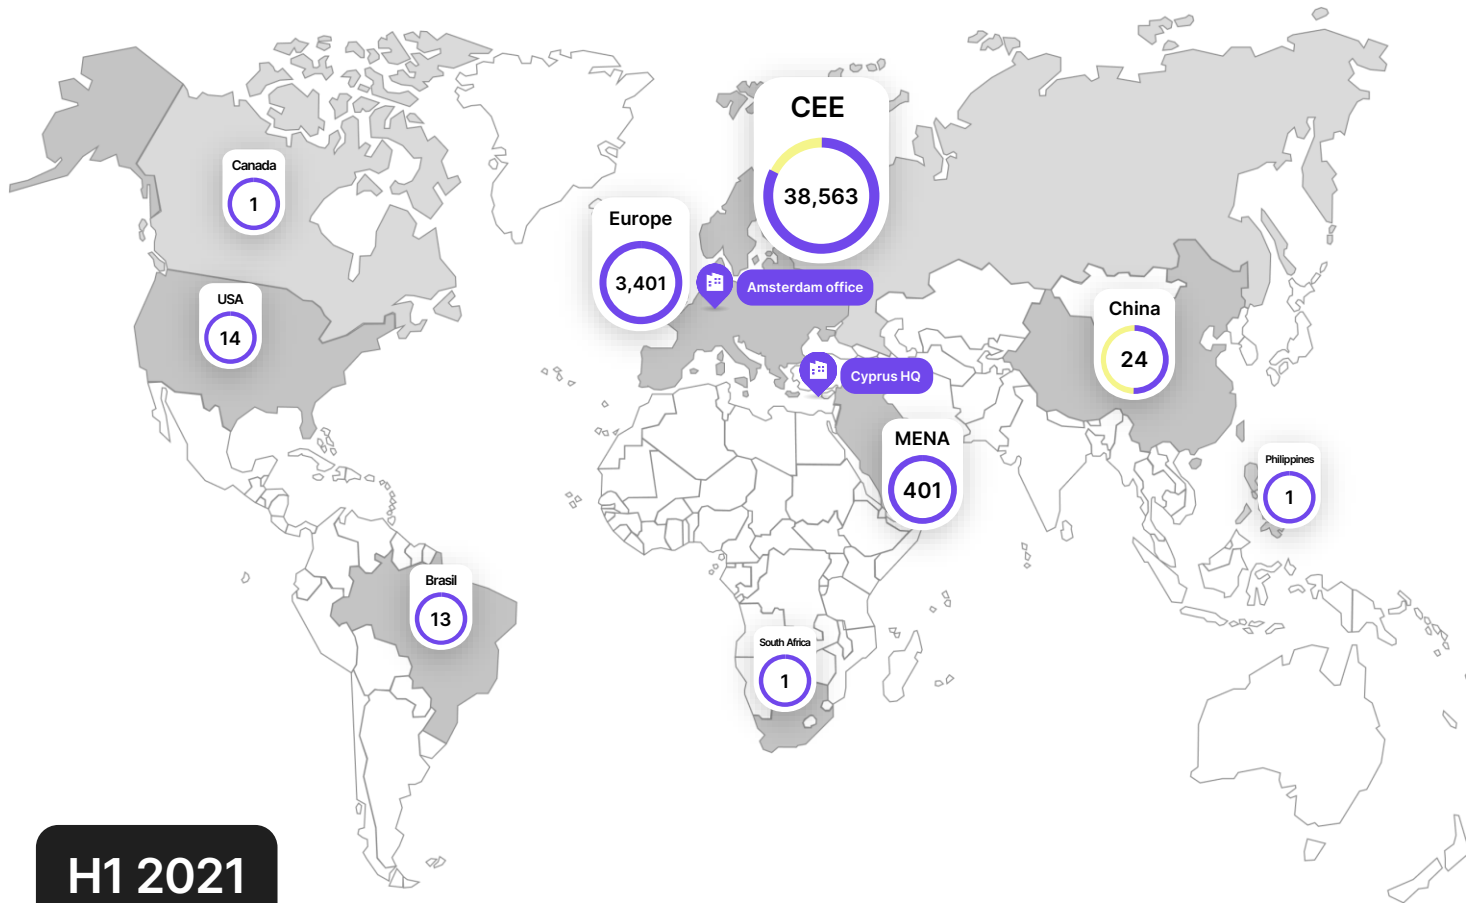 CEE
38,563
Canada
1
Europe
3,401
Amsterdam office
USA
14
China
24
Cyprus HQ
MENA
401
Philippines
1
Brasil
13
South Africa
1
H1 2021